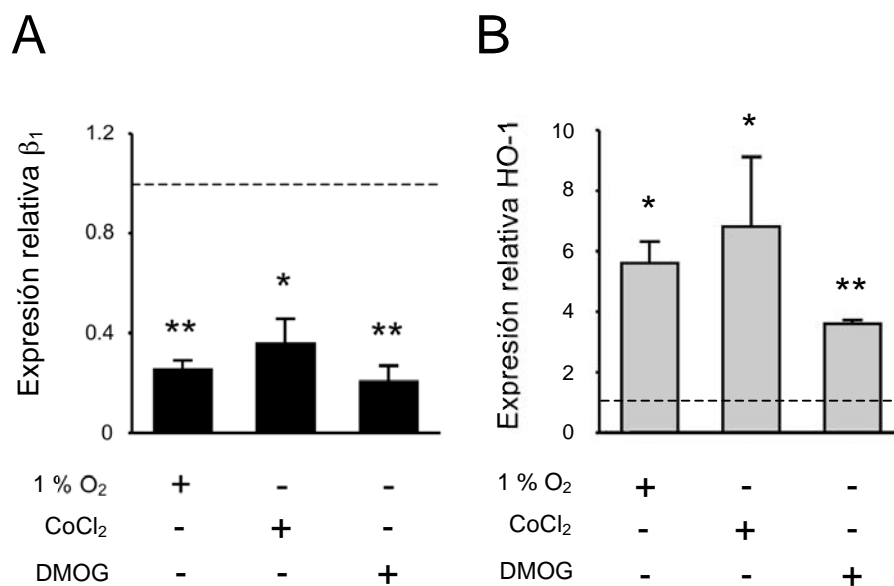 A
Expresión relativa β₁
1.2
0.8
0.4
0
** * **
1 % O₂ + - -
CoCl₂ - + -
DMOG - - +
B
Expresión relativa HO-1
10
8
6
4
2
0
* * **
1 % O₂ + - -
CoCl₂ - + -
DMOG - - +